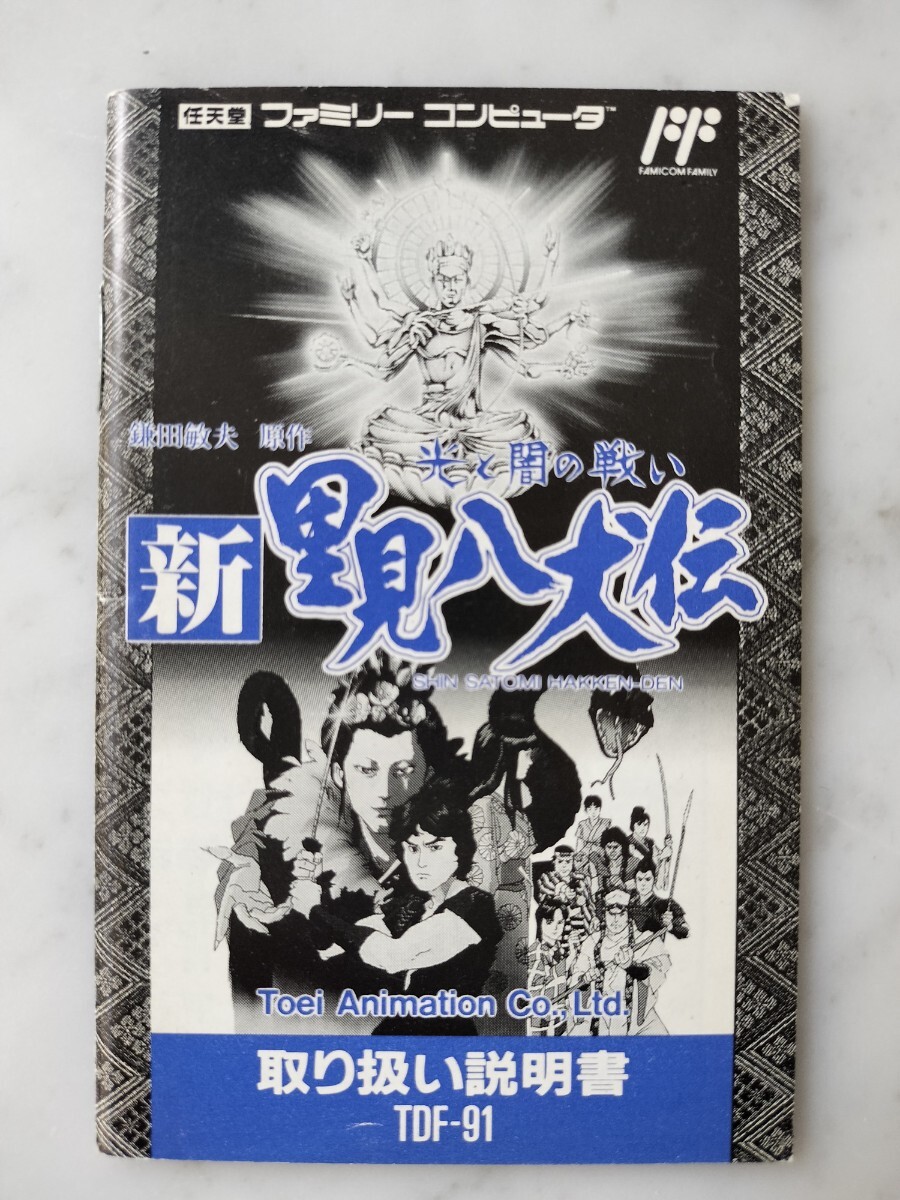 任天堂 ファミリー コンピュータ™
FAMICOM FAMILY
鎌田敏夫 原作
光と闇の戦い
新 里見八犬伝
SHIN SATOMI HAKKEN-DEN
Toei Animation Co., Ltd.
取り扱い説明書
TDF-91